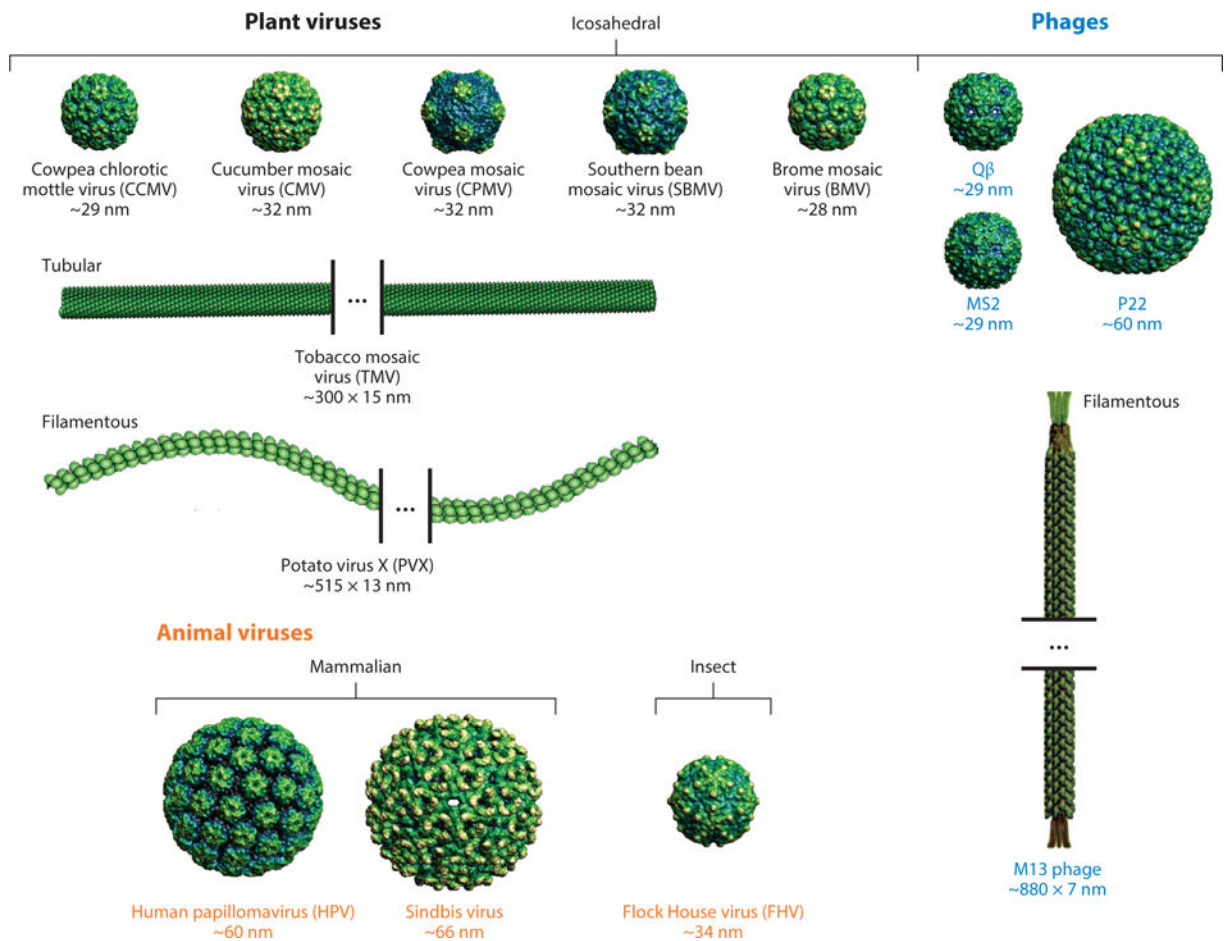 Plant viruses
Icosahedral
Phages
Cowpea chlorotic
mottle virus (CCMV)
~29 nm
Cucumber mosaic
virus (CMV)
~32 nm
Cowpea mosaic
virus (CPMV)
~32 nm
Southern bean
mosaic virus (SBMV)
~32 nm
Brome mosaic
virus (BMV)
~28 nm
Qβ
~29 nm
MS2
~29 nm
P22
~60 nm
Tubular
...
Tobacco mosaic
virus (TMV)
~300 × 15 nm
Filamentous
...
Potato virus X (PVX)
~515 × 13 nm
Filamentous
...
M13 phage
~880 × 7 nm
Animal viruses
Mammalian
Insect
Human papillomavirus (HPV)
~60 nm
Sindbis virus
~66 nm
Flock House virus (FHV)
~34 nm